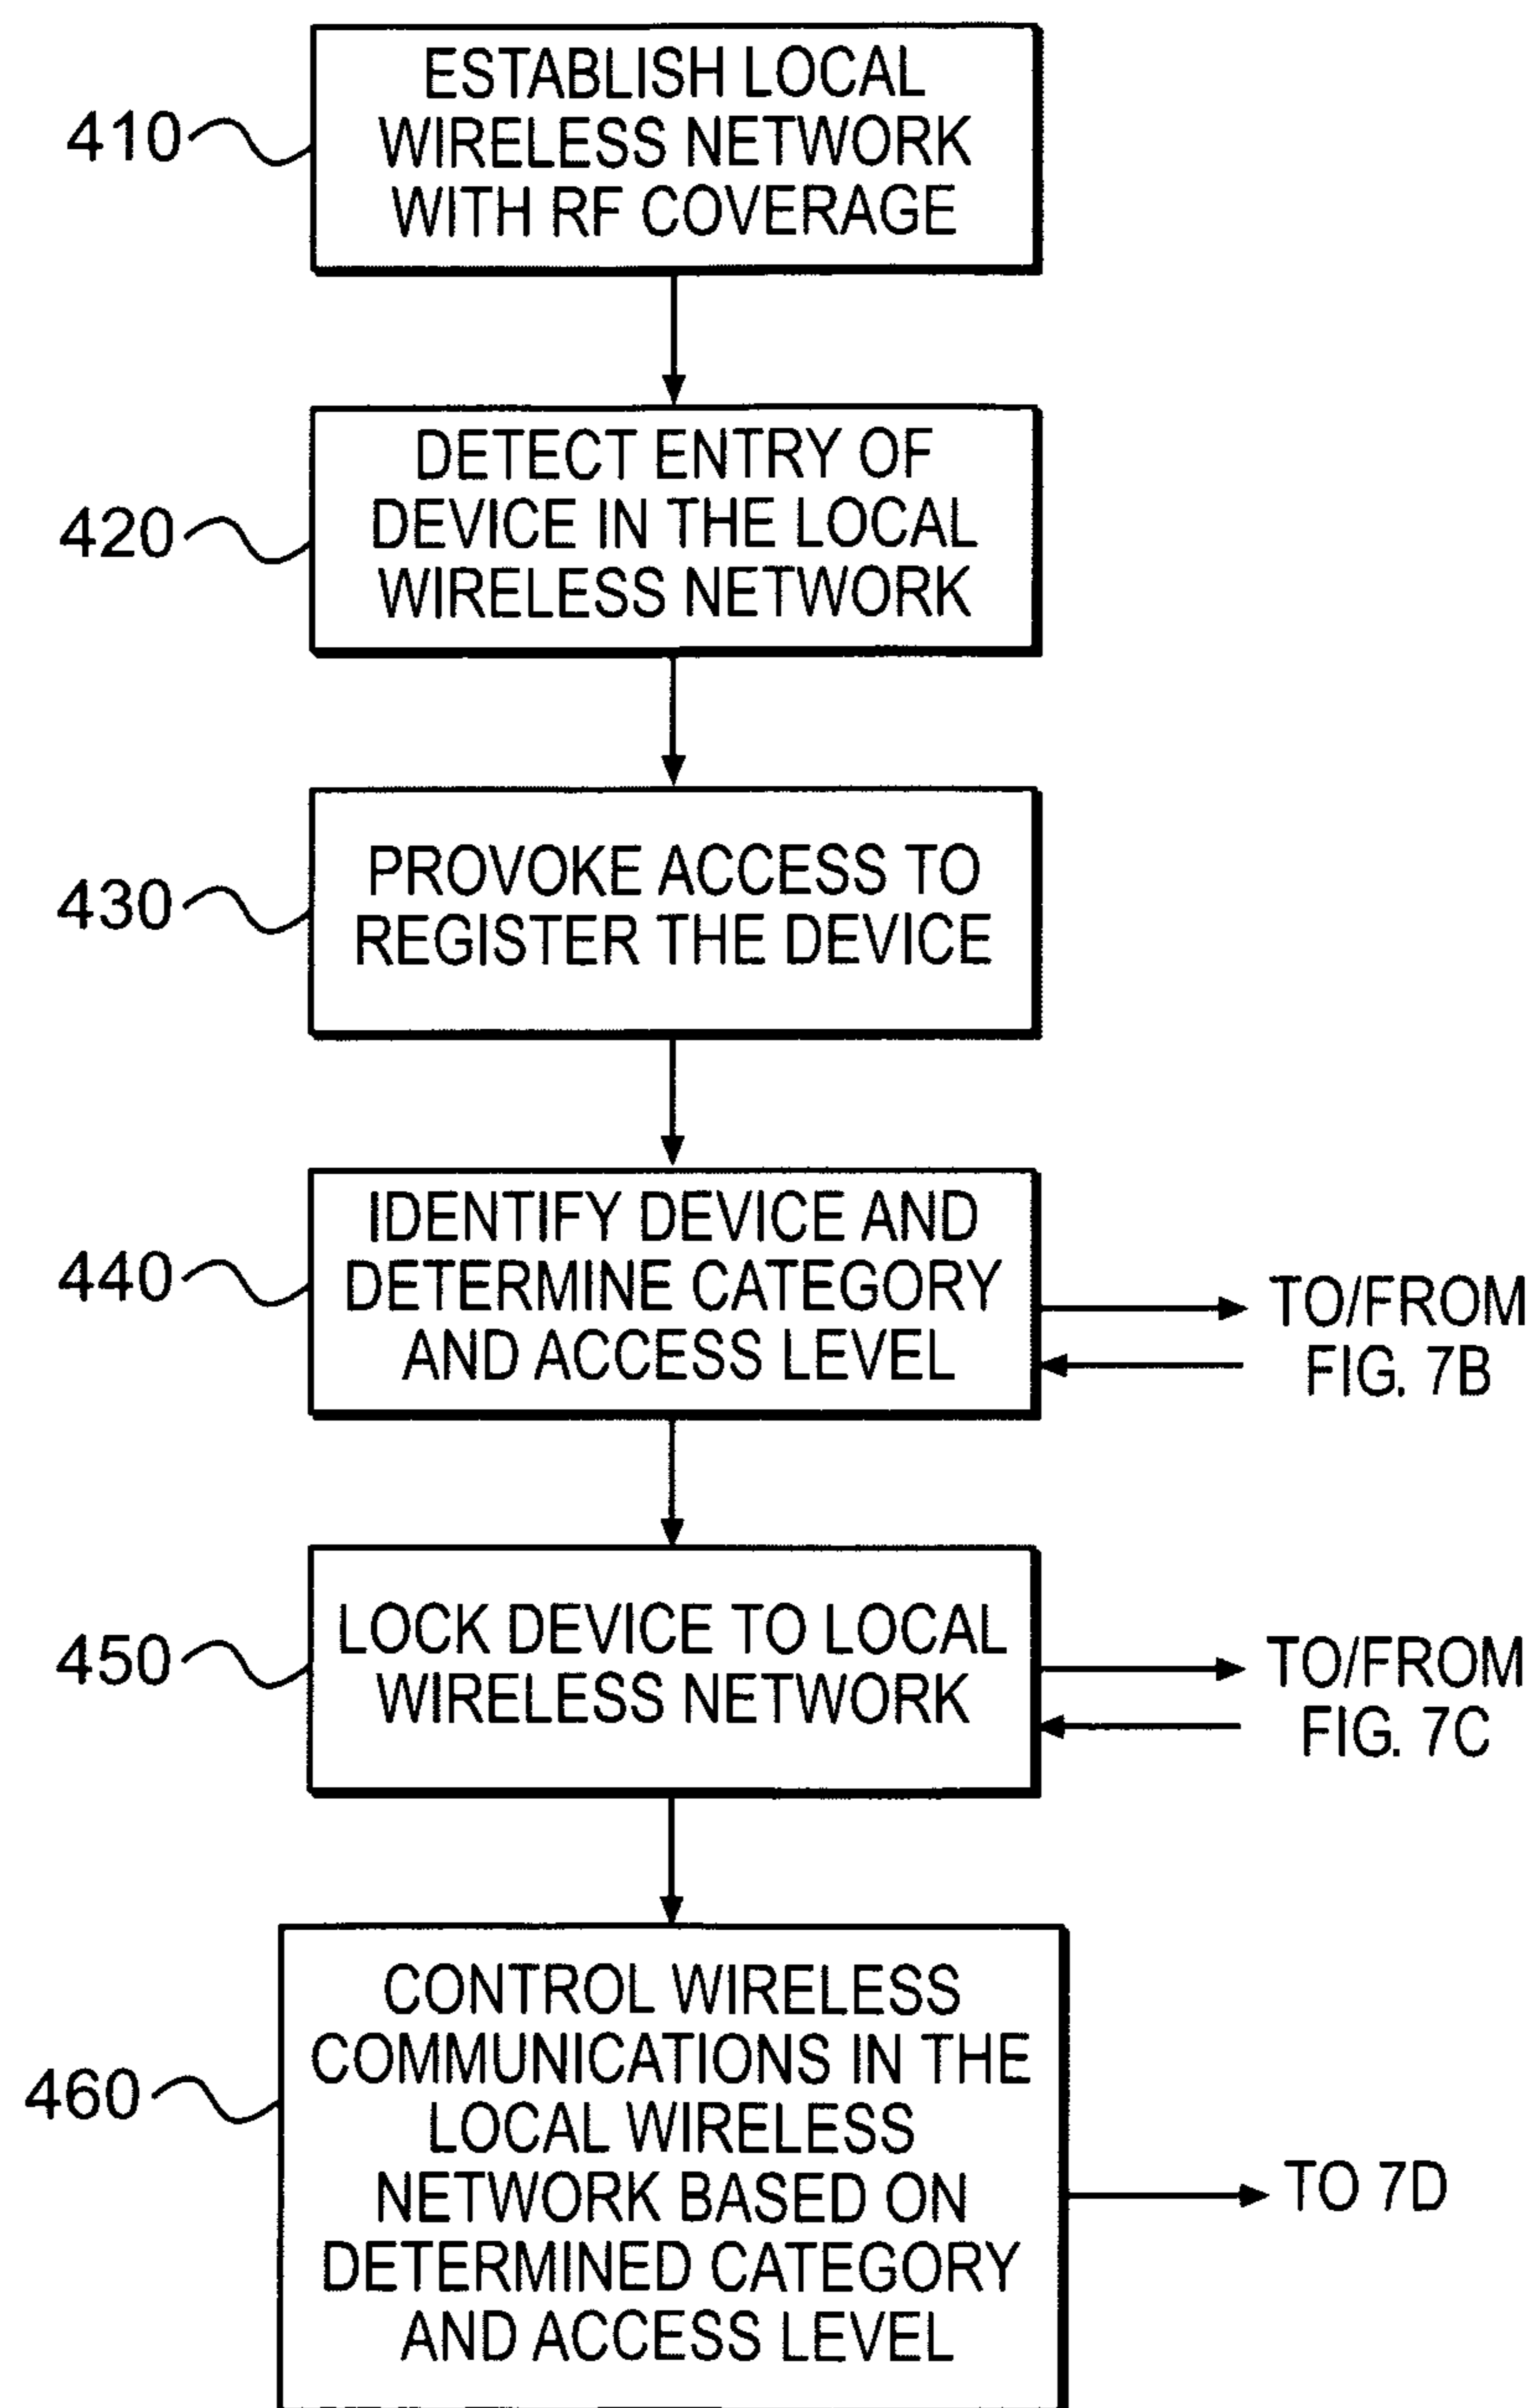 410
ESTABLISH LOCAL
WIRELESS NETWORK
WITH RF COVERAGE
420
DETECT ENTRY OF
DEVICE IN THE LOCAL
WIRELESS NETWORK
430
PROVOKE ACCESS TO
REGISTER THE DEVICE
440
IDENTIFY DEVICE AND
DETERMINE CATEGORY
AND ACCESS LEVEL
TO/FROM
FIG. 7B
450
LOCK DEVICE TO LOCAL
WIRELESS NETWORK
TO/FROM
FIG. 7C
460
CONTROL WIRELESS
COMMUNICATIONS IN THE
LOCAL WIRELESS
NETWORK BASED ON
DETERMINED CATEGORY
AND ACCESS LEVEL
TO 7D